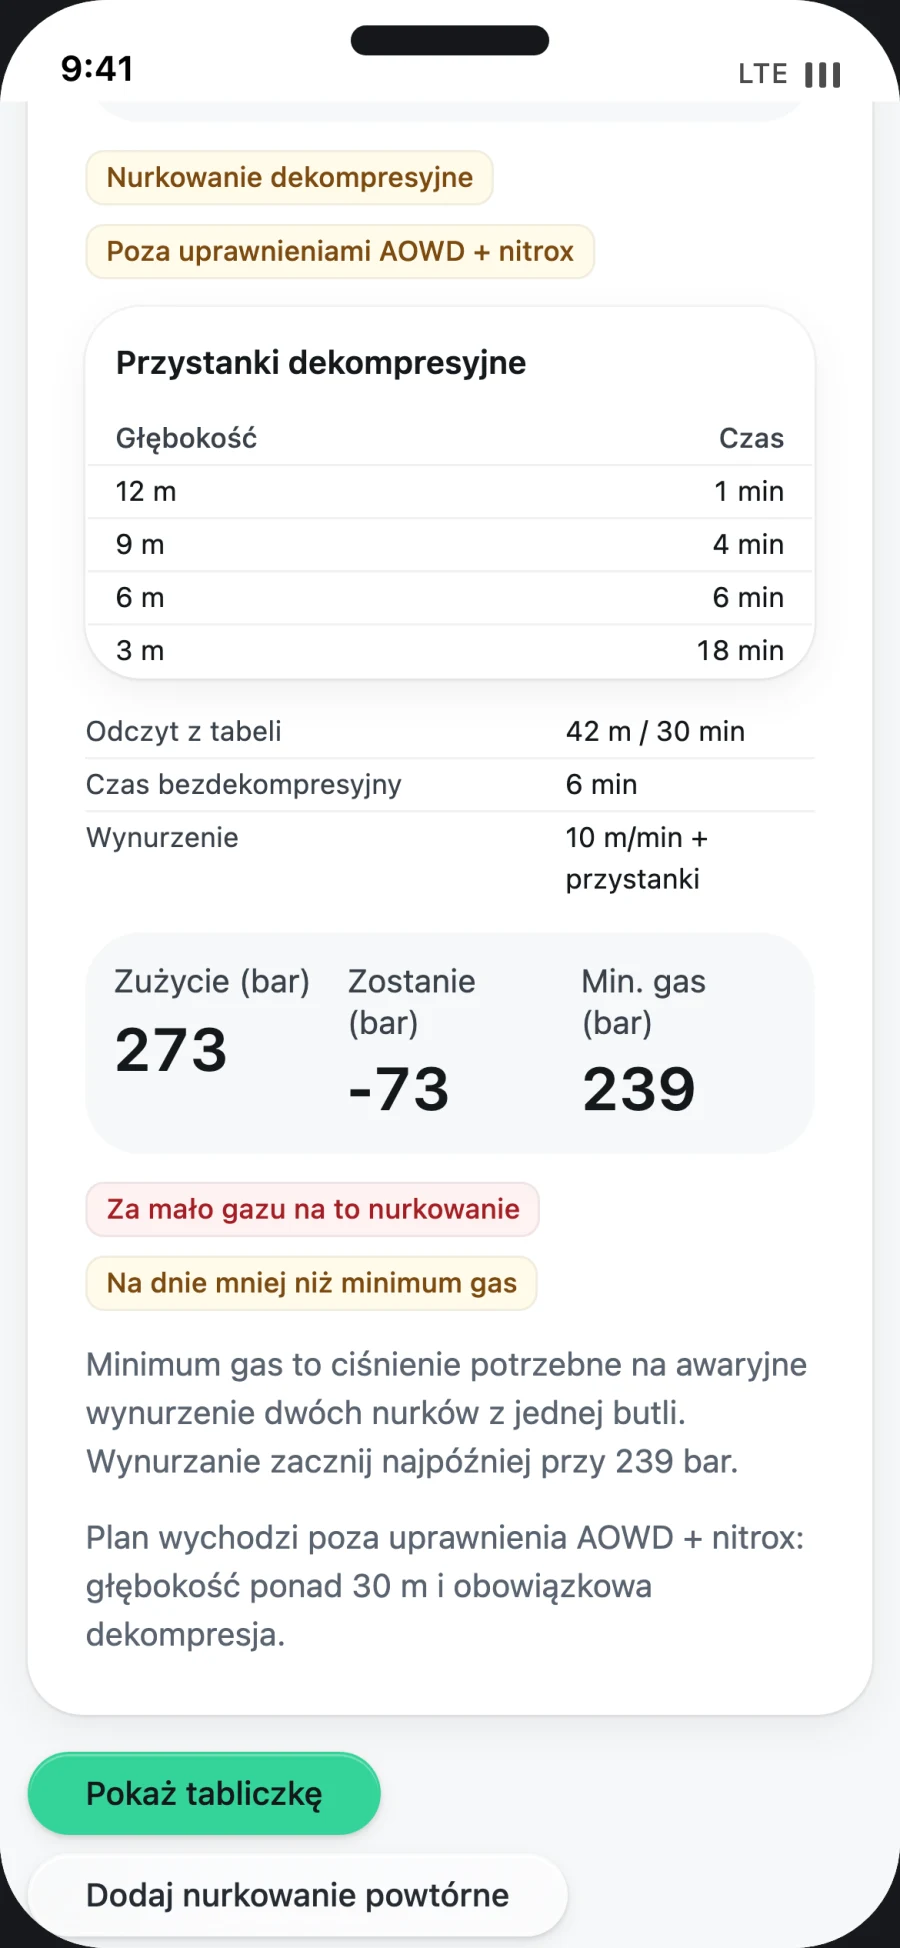 9:41
LTE
Nurkowanie dekompresyjne
Poza uprawnieniami AOWD + nitrox
Przystanki dekompresyjne
Głębokość Czas
12 m 1 min
9 m 4 min
6 m 6 min
3 m 18 min
Odczyt z tabeli 42 m / 30 min
Czas bezdekompresyjny 6 min
Wynurzenie 10 m/min +
przystanki
Zużycie (bar)
273
Zostanie
(bar)
-73
Min. gas
(bar)
239
Za mało gazu na to nurkowanie
Na dnie mniej niż minimum gas
Minimum gas to ciśnienie potrzebne na awaryjne
wynurzenie dwóch nurków z jednej butli.
Wynurzanie zacznij najpóźniej przy 239 bar.
Plan wychodzi poza uprawnienia AOWD + nitrox:
głębokość ponad 30 m i obowiązkowa
dekompresja.
Pokaż tabliczkę
Dodaj nurkowanie powtórne